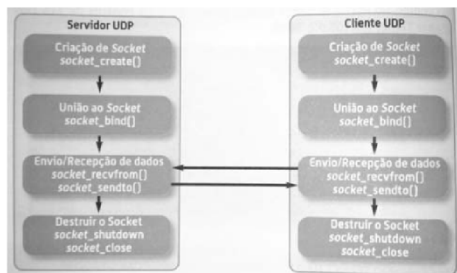 Servidor UDP
Criação de Socket
socket_create()
União ao Socket
socket_bind()
Envio/Recepção de dados
socket_recvfrom()
socket_sendto()
Destruir o Socket
socket_shutdown
socket_close
Cliente UDP
Criação de Socket
socket_create()
União ao Socket
socket_bind()
Envio/Recepção de dados
socket_recvfrom()
socket_sendto()
Destruir o Socket
socket_shutdown
socket_close